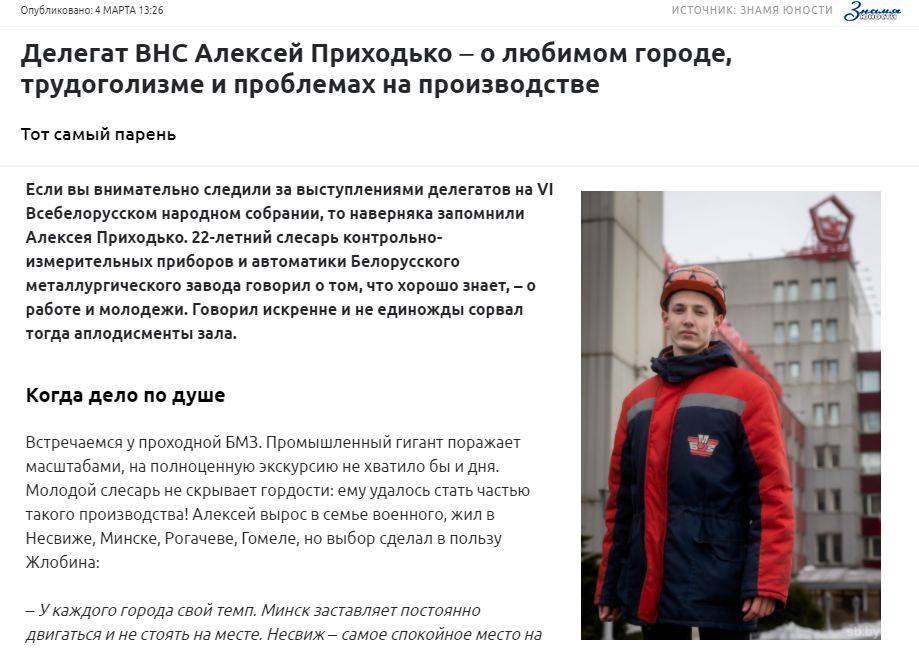 Опубликовано: 4 МАРТА 13:26
ИСТОЧНИК: ЗНАМЯ ЮНОСТИ
Знамя
ЮНОСТИ
Делегат ВНС Алексей Приходько – о любимом городе,
трудоголизме и проблемах на производстве
Тот самый парень
Если вы внимательно следили за выступлениями делегатов на VI
Всебелорусском народном собрании, то наверняка запомнили
Алексея Приходько. 22-летний слесарь контрольно-
измерительных приборов и автоматики Белорусского
металлургического завода говорил о том, что хорошо знает, – о
работе и молодежи. Говорил искренне и не единожды сорвал
тогда аплодисменты зала.
Когда дело по душе
Встречаемся у проходной БМЗ. Промышленный гигант поражает
масштабами, на полноценную экскурсию не хватило бы и дня.
Молодой слесарь не скрывает гордости: ему удалось стать частью
такого производства! Алексей вырос в семье военного, жил в
Несвиже, Минске, Рогачеве, Гомеле, но выбор сделал в пользу
Жлобина:
– У каждого города свой темп. Минск заставляет постоянно
двигаться и не стоять на месте. Несвиж – самое спокойное место на
БМЗ
sb.by